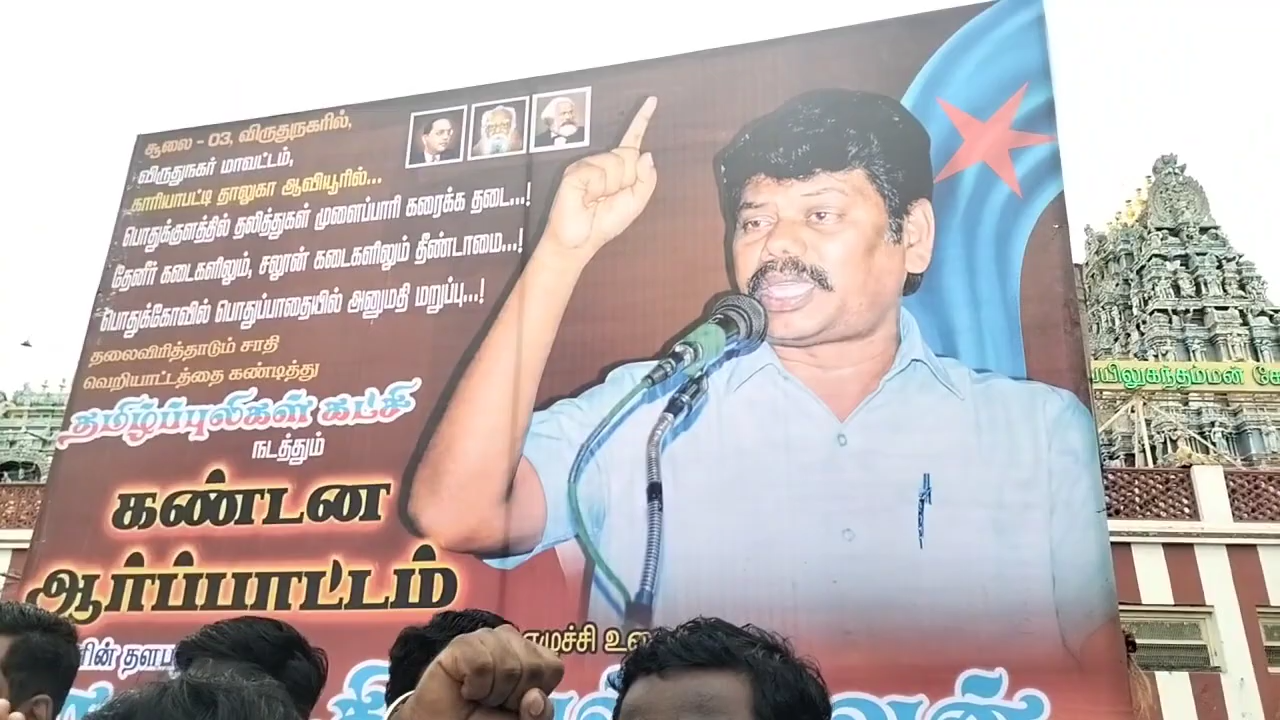 சூலை - 03, விருதுநகரில்,
விருதுநகர் மாவட்டம்,
காரியாபட்டி தாலுகா ஆவியூரில்...
பொதுக்குளத்தில் தலித்துகள் முளைப்பாரி கரைக்க தடை...!
தேனீர் கடைகளிலும், சலூன் கடைகளிலும் தீண்டாமை...!
பொதுக்கோவில் பொதுப்பாதையில் அனுமதி மறுப்பு...!
தலைவிரித்தாடும் சாதி
வெறியாட்டத்தை கண்டித்து
தமிழ்ப்புலிகள் கட்சி
நடத்தும்
கண்டன
ஆர்ப்பாட்டம்